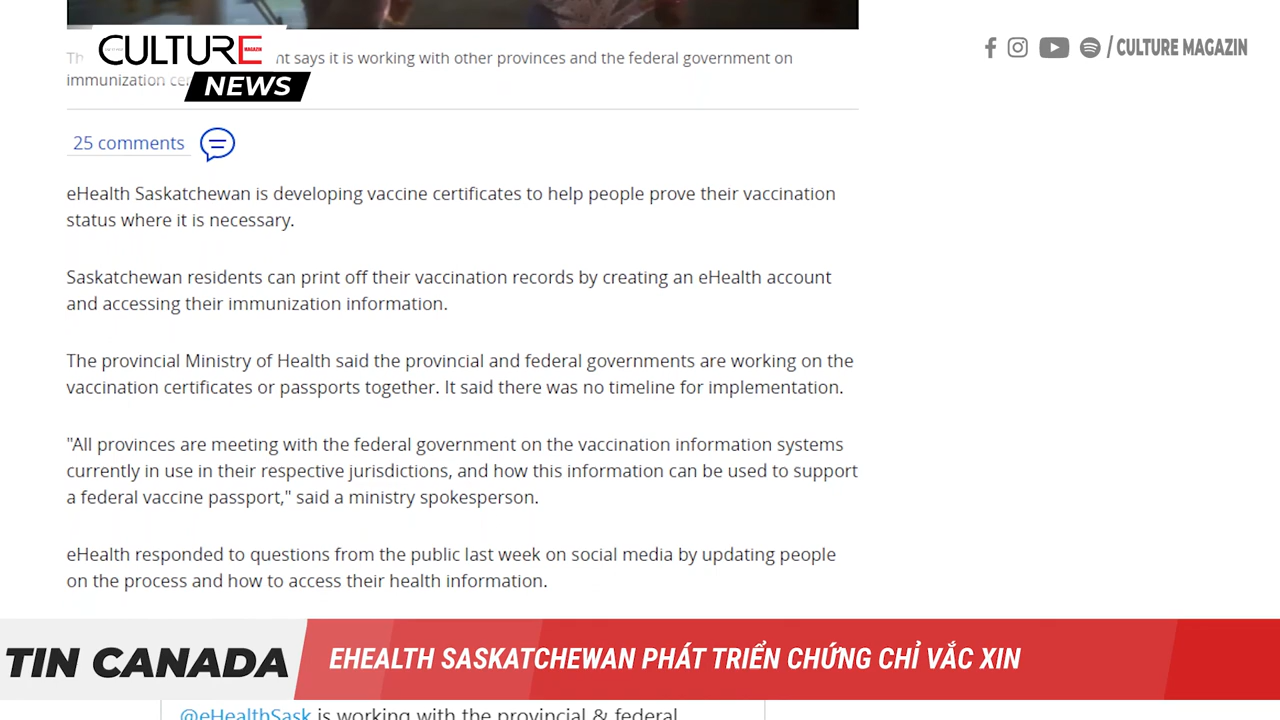 CULTURE
MAGAZIN
NEWS
/ CULTURE MAGAZIN
Th nt says it is working with other provinces and the federal government on
immunization cer
25 comments
eHealth Saskatchewan is developing vaccine certificates to help people prove their vaccination
status where it is necessary.
Saskatchewan residents can print off their vaccination records by creating an eHealth account
and accessing their immunization information.
The provincial Ministry of Health said the provincial and federal governments are working on the
vaccination certificates or passports together. It said there was no timeline for implementation.
"All provinces are meeting with the federal government on the vaccination information systems
currently in use in their respective jurisdictions, and how this information can be used to support
a federal vaccine passport," said a ministry spokesperson.
eHealth responded to questions from the public last week on social media by updating people
on the process and how to access their health information.
TIN CANADA
EHEALTH SASKATCHEWAN PHÁT TRIỂN CHỨNG CHỈ VẮC XIN
@eHealthSask is working with the provincial & federal